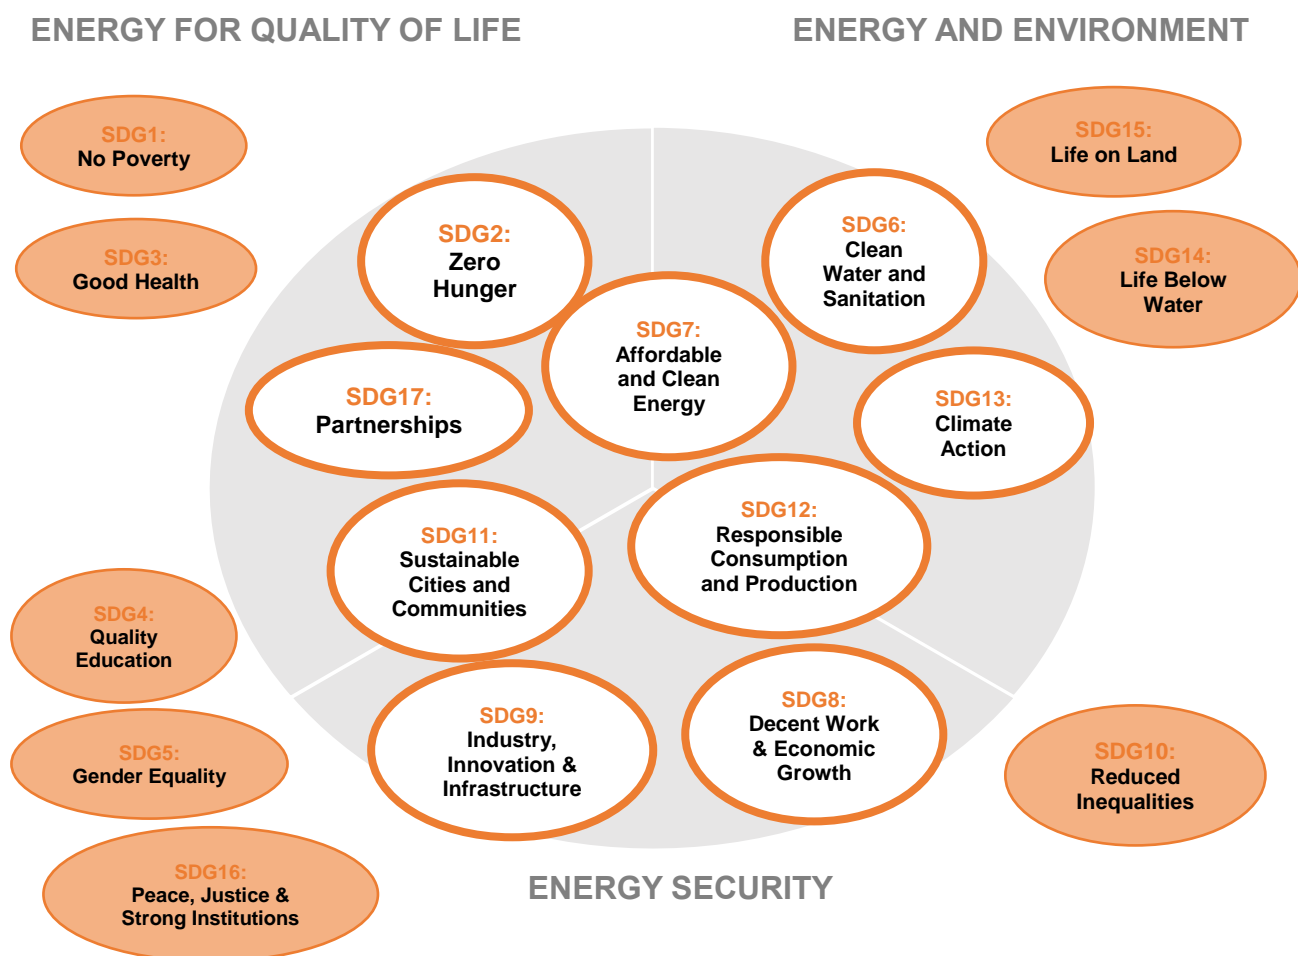 ENERGY FOR QUALITY OF LIFE
ENERGY AND ENVIRONMENT
SDG1:
No Poverty
SDG15:
Life on Land
SDG2:
Zero
Hunger
SDG6:
Clean
Water and
Sanitation
SDG3:
Good Health
SDG14:
Life Below
Water
SDG7:
Affordable
and Clean
Energy
SDG17:
Partnerships
SDG13:
Climate
Action
SDG11:
Sustainable
Cities and
Communities
SDG12:
Responsible
Consumption
and Production
SDG4:
Quality
Education
SDG9:
Industry,
Innovation &
Infrastructure
SDG8:
Decent Work
& Economic
Growth
SDG5:
Gender Equality
SDG10:
Reduced
Inequalities
SDG16:
Peace, Justice &
Strong Institutions
ENERGY SECURITY